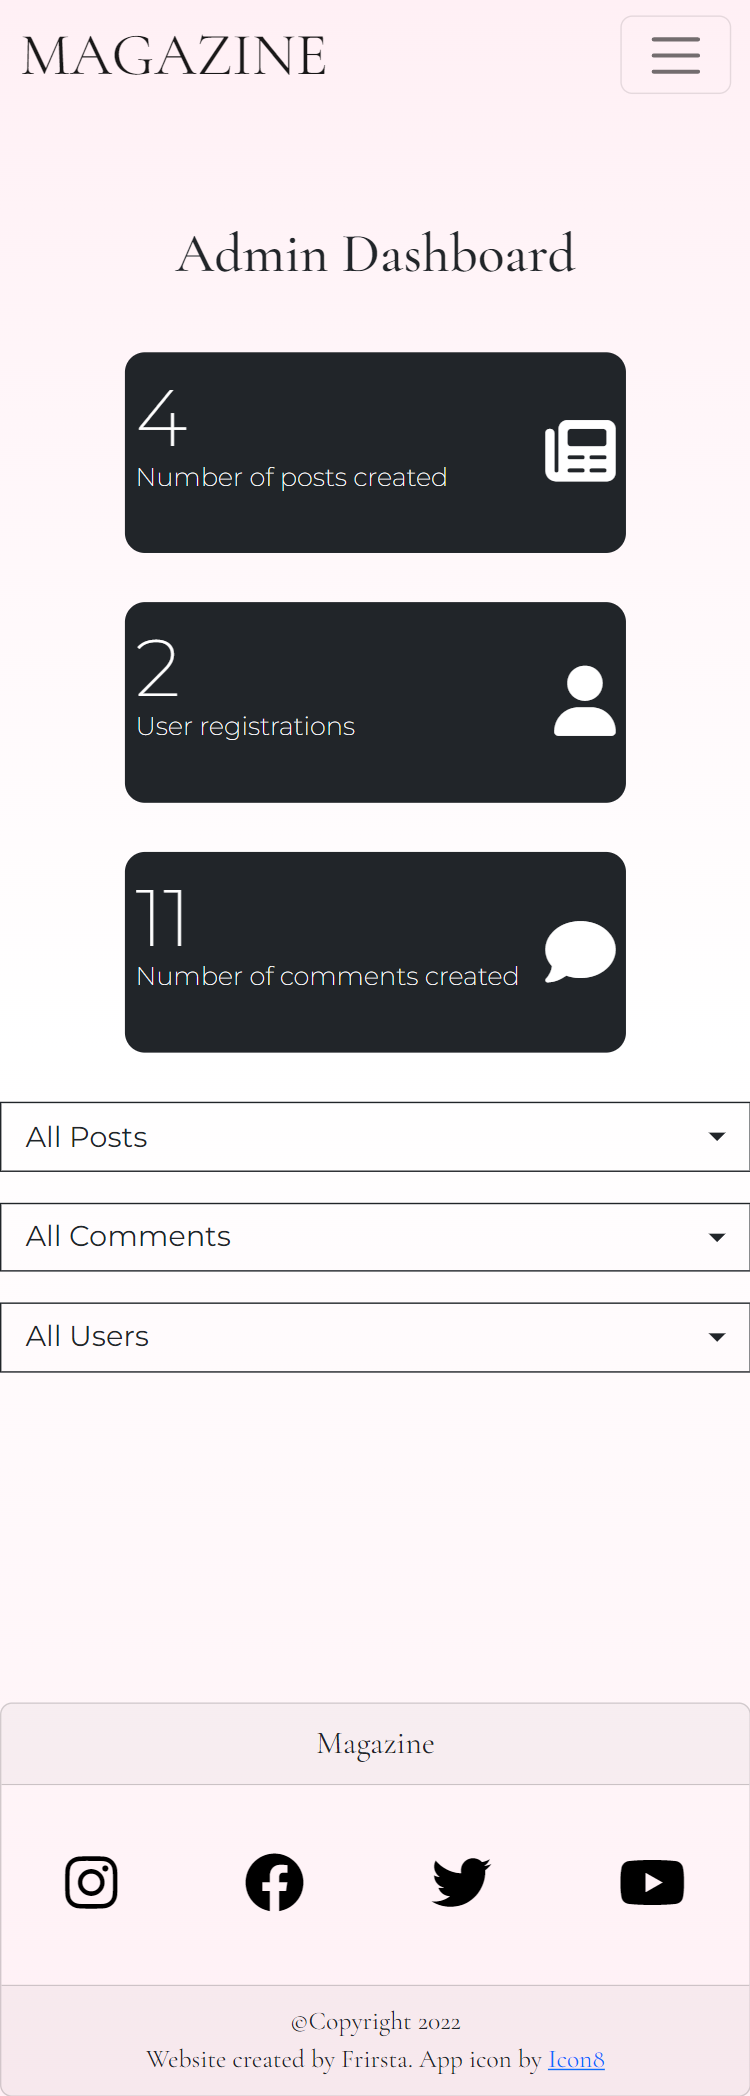 MAGAZINE
Admin Dashboard
4
Number of posts created
2
User registrations
11
Number of comments created
All Posts
All Comments
All Users
Magazine
©Copyright 2022
Website created by Frirsta. App icon by Icon8